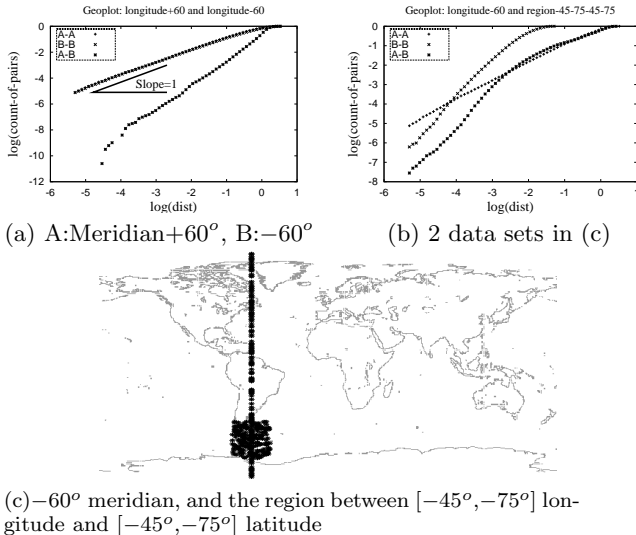 Geoplot: longitude+60 and longitude-60
A-A
B-B
A-B
Slope=1
log(count-of-pairs)
0
-2
-4
-6
-8
-10
-12
-6 -5 -4 -3 -2 -1 0 1
log(dist)
(a) A:Meridian+60°, B:−60°
Geoplot: longitude-60 and region-45-75-45-75
A-A
B-B
A-B
log(count-of-pairs)
0
-1
-2
-3
-4
-5
-6
-7
-8
-6 -5 -4 -3 -2 -1 0 1
log(dist)
(b) 2 data sets in (c)
(c)−60° meridian, and the region between [−45°,−75°] lon-
gitude and [−45°,−75°] latitude